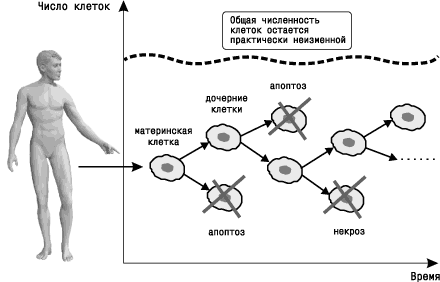 Число клеток
Общая численность
клеток остается
практически неизменной
апоптоз
дочерние
клетки
материнская
клетка
апоптоз
некроз
Время